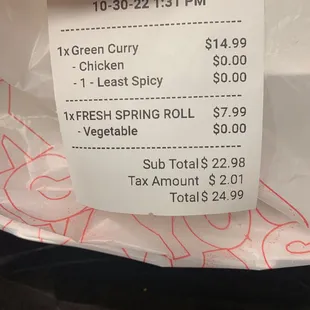 10-30-22 1:31 PM
1x Green Curry $14.99
- Chicken $0.00
- 1 - Least Spicy $0.00
1x FRESH SPRING ROLL $7.99
- Vegetable $0.00
Sub Total $ 22.98
Tax Amount $ 2.01
Total $ 24.99